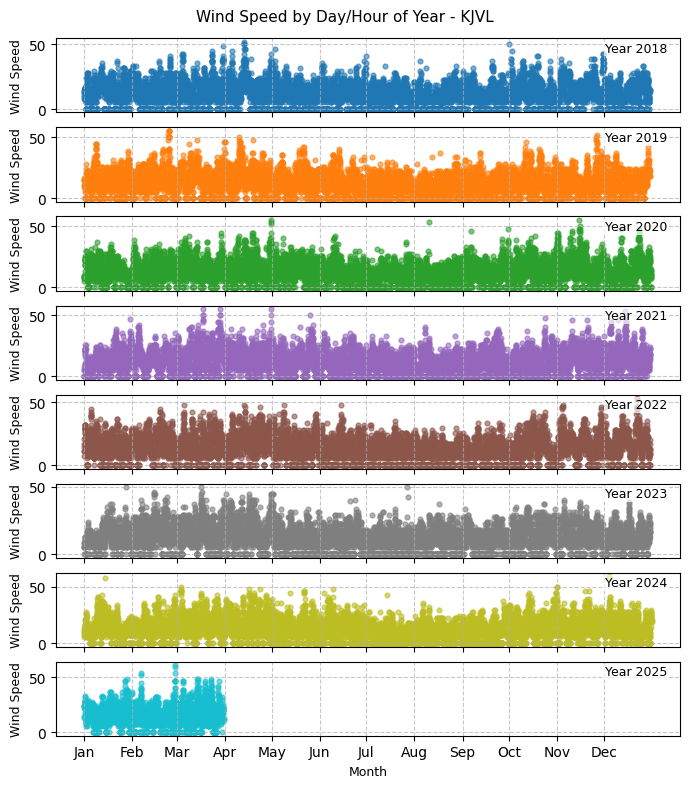 Wind Speed by Day/Hour of Year - KJVL
50
0
Wind Speed
Year 2018
50
0
Wind Speed
Year 2019
50
0
Wind Speed
Year 2020
50
0
Wind Speed
Year 2021
50
0
Wind Speed
Year 2022
50
0
Wind Speed
Year 2023
50
0
Wind Speed
Year 2024
50
0
Wind Speed
Year 2025
Jan Feb Mar Apr May Jun Jul Aug Sep Oct Nov Dec
Month